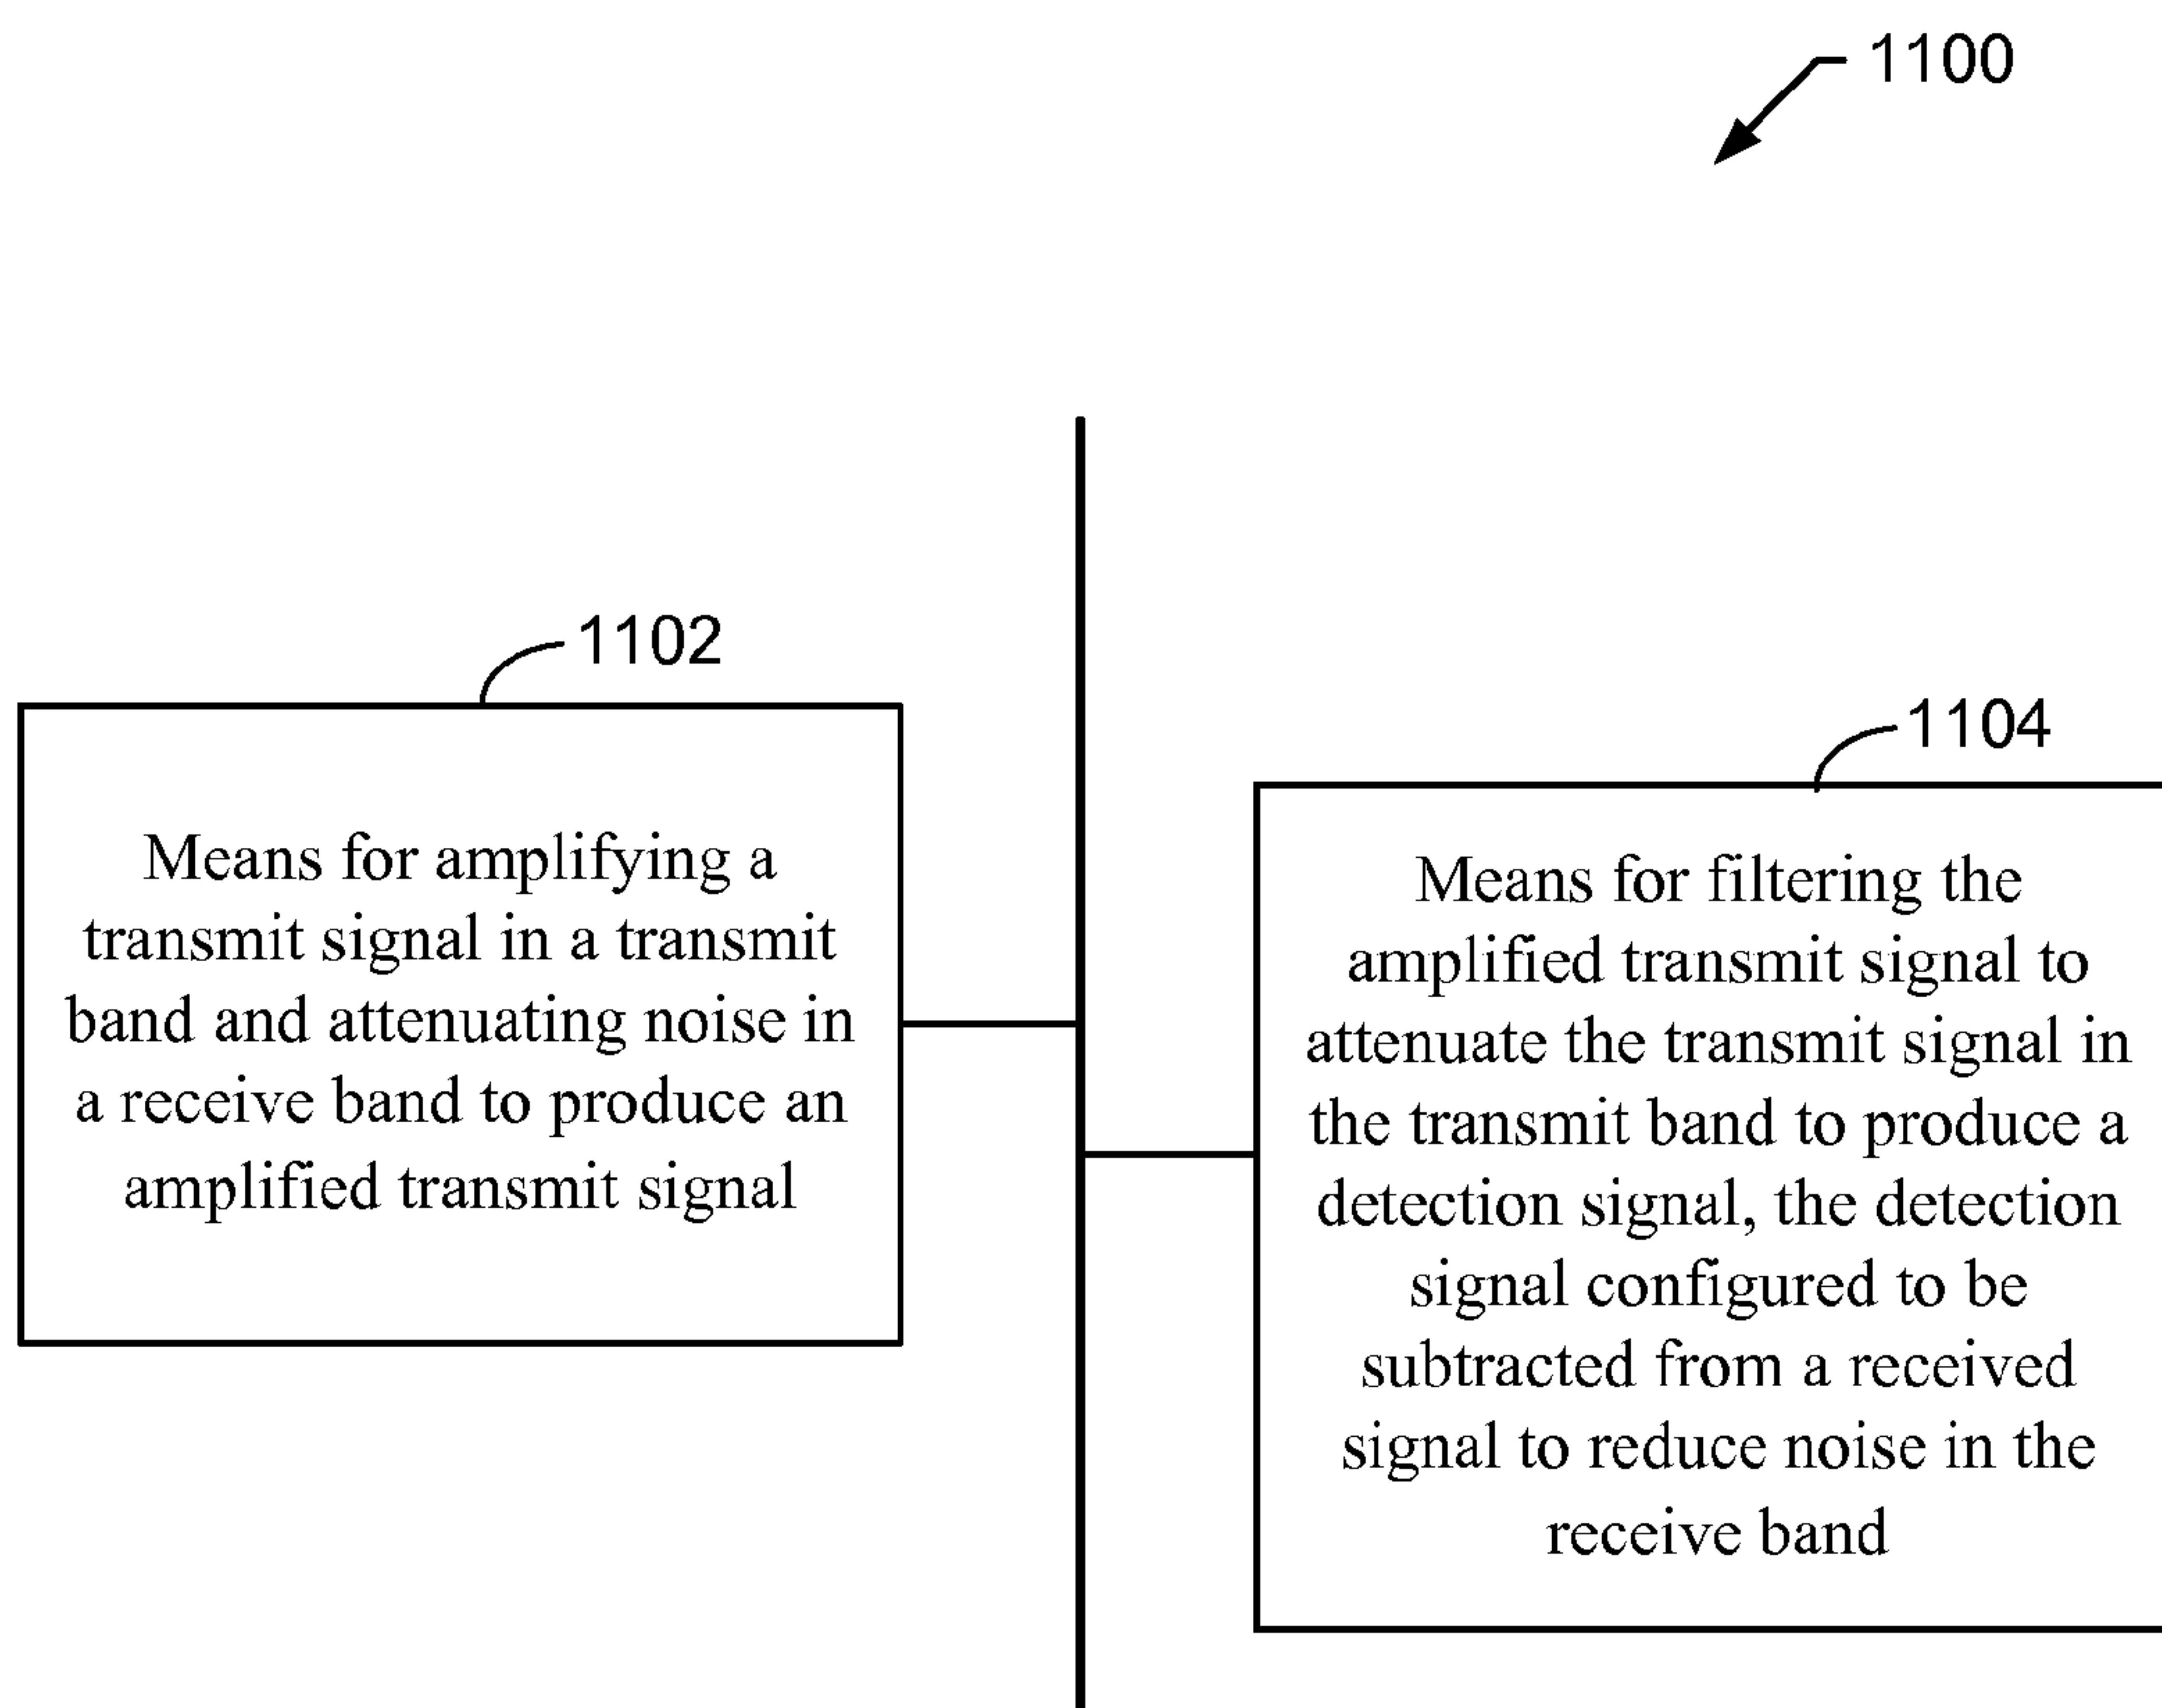 1100
1102
Means for amplifying a
transmit signal in a transmit
band and attenuating noise in
a receive band to produce an
amplified transmit signal
1104
Means for filtering the
amplified transmit signal to
attenuate the transmit signal in
the transmit band to produce a
detection signal, the detection
signal configured to be
subtracted from a received
signal to reduce noise in the
receive band